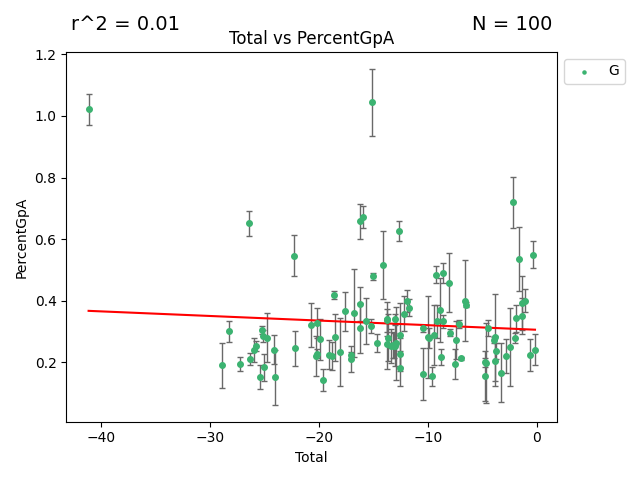 r^2 = 0.01 N = 100
Total vs PercentGpA
G
1.2
1.0
0.8
0.6
0.4
0.2
PercentGpA
−40 −30 −20 −10 0
Total